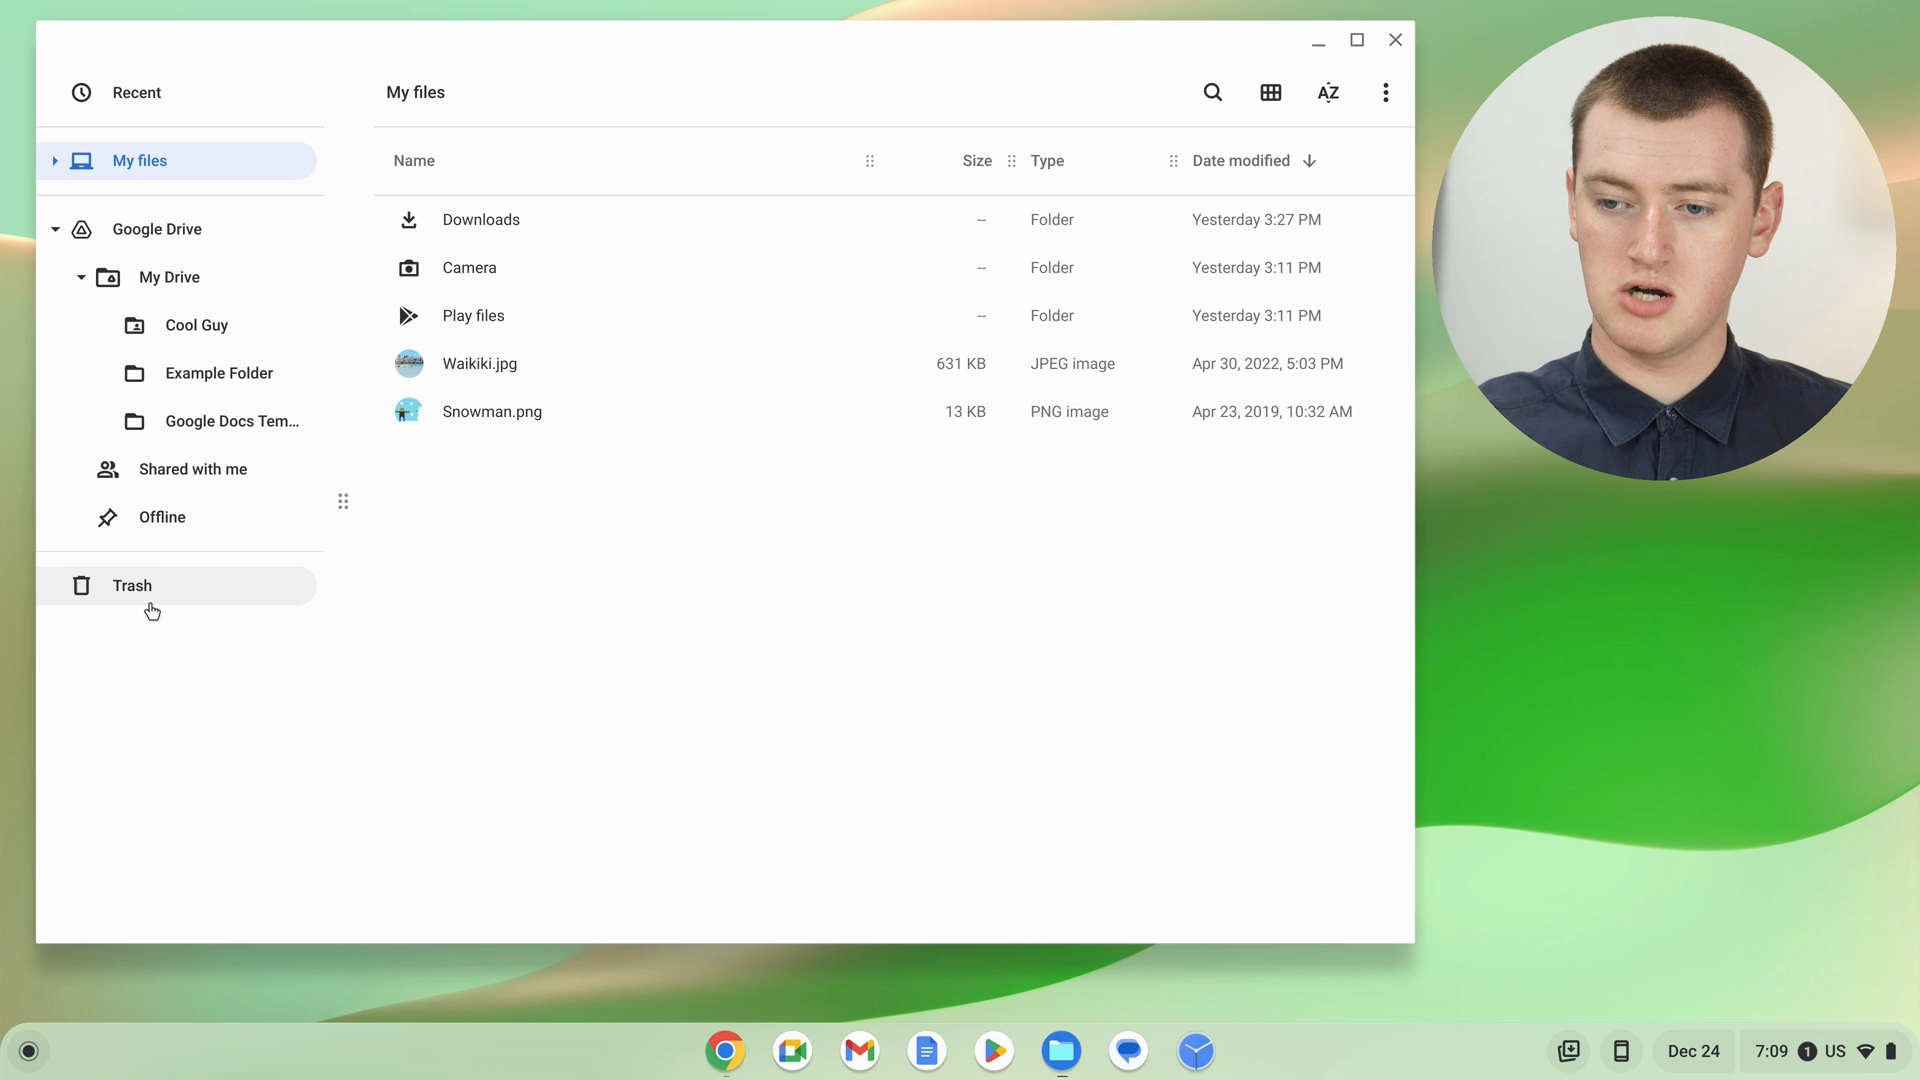 Recent
My files
Google Drive
My Drive
Cool Guy
Example Folder
Google Docs Tem...
Shared with me
Offline
Trash
My files
AZ
Name Size Type Date modified
Downloads -- Folder Yesterday 3:27 PM
Camera -- Folder Yesterday 3:11 PM
Play files -- Folder Yesterday 3:11 PM
Waikiki.jpg 631 KB JPEG image Apr 30, 2022, 5:03 PM
Snowman.png 13 KB PNG image Apr 23, 2019, 10:32 AM
Dec 24 7:09 1 US